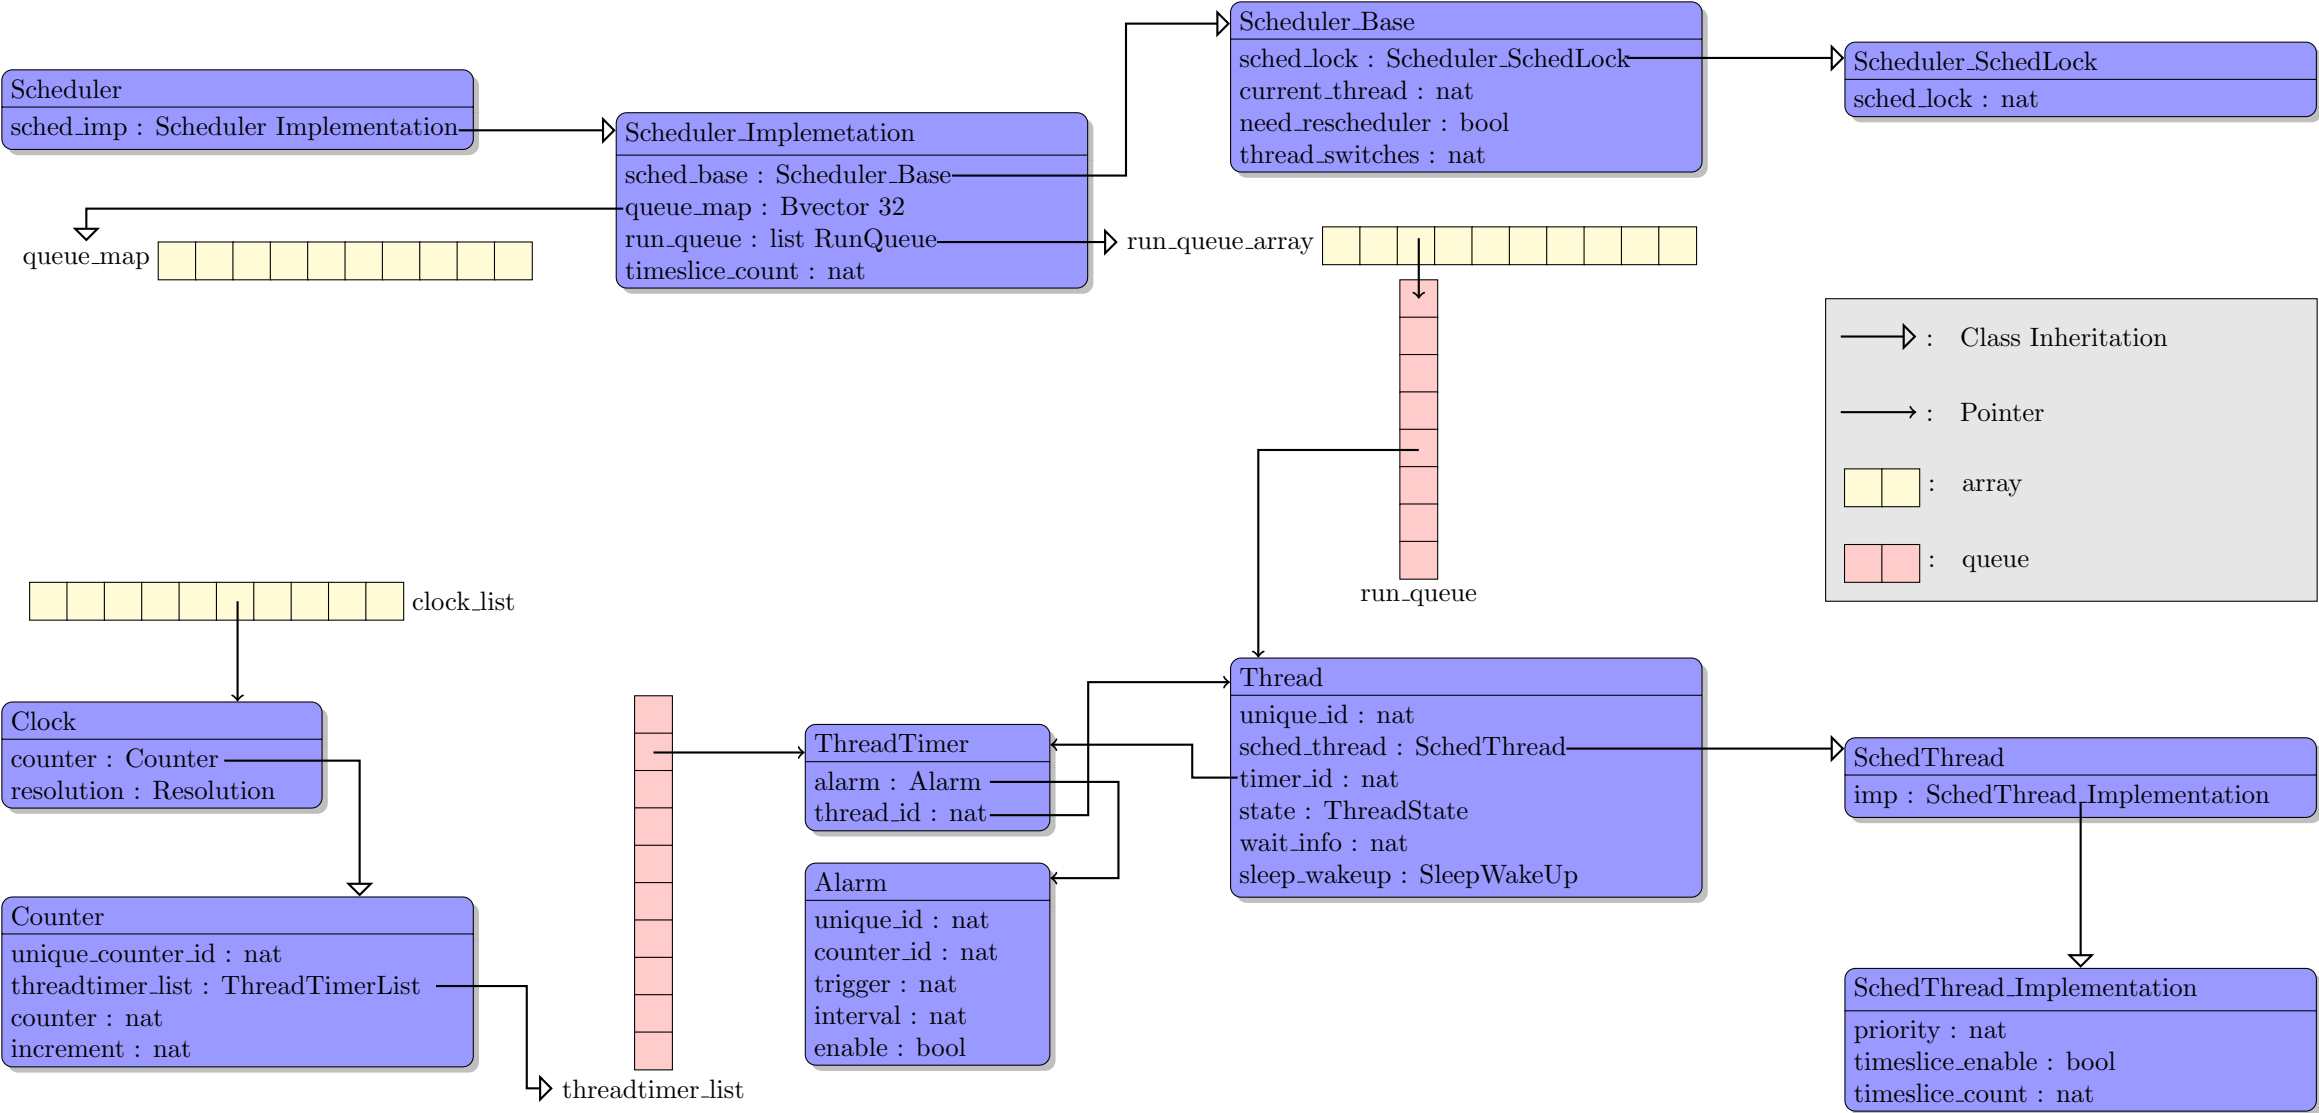 Scheduler
sched_imp : Scheduler Implementation
Scheduler_Implemetation
sched_base : Scheduler_Base
queue_map : Bvector 32
run_queue : list RunQueue
timeslice_count : nat
Scheduler_Base
sched_lock : Scheduler_SchedLock
current_thread : nat
need_rescheduler : bool
thread_switches : nat
Scheduler_SchedLock
sched_lock : nat
queue_map
run_queue_array
run_queue
: Class Inheritation
: Pointer
: array
: queue
clock_list
Clock
counter : Counter
resolution : Resolution
Counter
unique_counter_id : nat
threadtimer_list : ThreadTimerList
counter : nat
increment : nat
threadtimer_list
ThreadTimer
alarm : Alarm
thread_id : nat
Alarm
unique_id : nat
counter_id : nat
trigger : nat
interval : nat
enable : bool
Thread
unique_id : nat
sched_thread : SchedThread
timer_id : nat
state : ThreadState
wait_info : nat
sleep_wakeup : SleepWakeUp
SchedThread
imp : SchedThread_Implementation
SchedThread_Implementation
priority : nat
timeslice_enable : bool
timeslice_count : nat